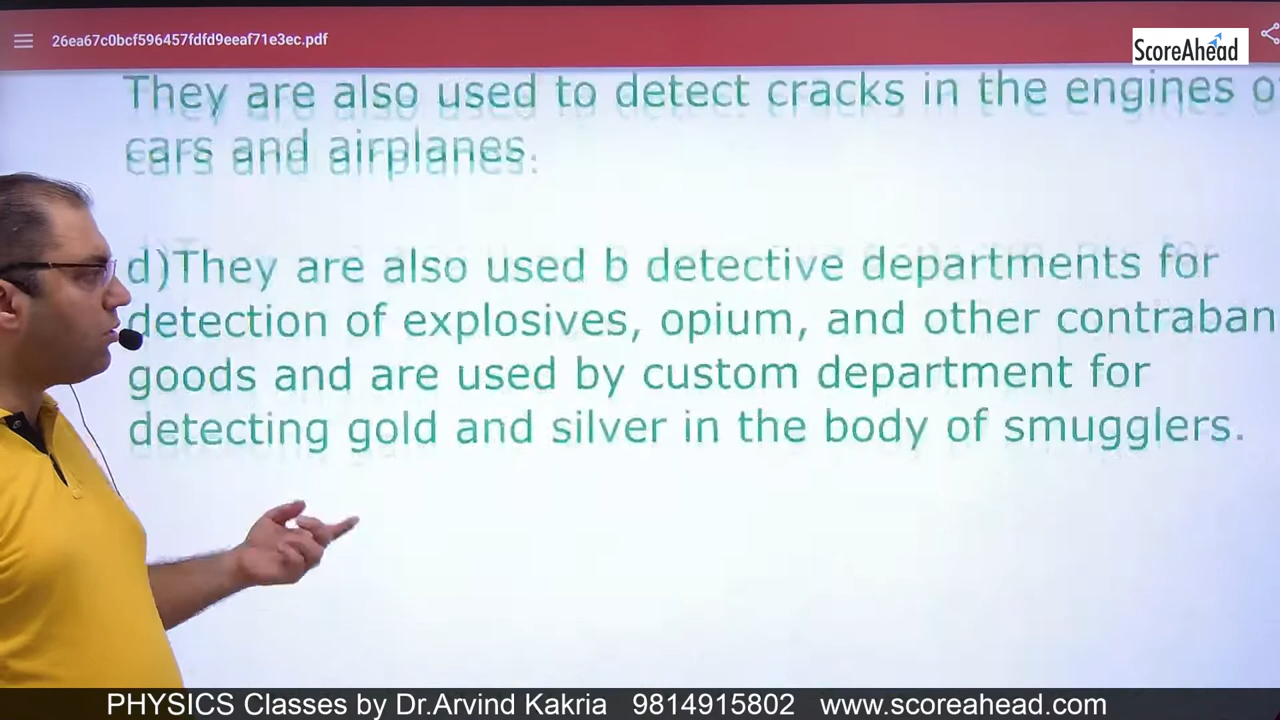 26ea67c0bcf596457fdfd9eeaf71e3ec.pdf
ScoreAhead
They are also used to detect cracks in the engines o
cars and airplanes.
d)They are also used b detective departments for
detection of explosives, opium, and other contraban
goods and are used by custom department for
detecting gold and silver in the body of smugglers.
PHYSICS Classes by Dr.Arvind Kakria 9814915802 www.scoreahead.com